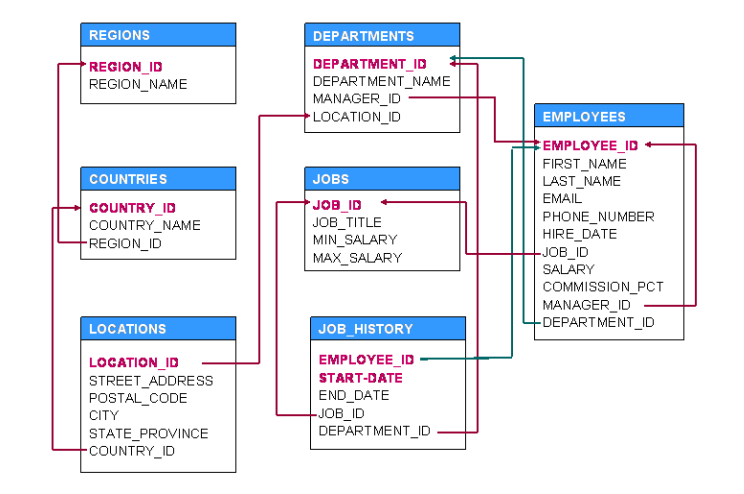 REGIONS
REGION_ID
REGION_NAME
DEPARTMENTS
DEPARTMENT_ID
DEPARTMENT_NAME
MANAGER_ID
LOCATION_ID
EMPLOYEES
EMPLOYEE_ID
FIRST_NAME
LAST_NAME
EMAIL
PHONE_NUMBER
HIRE_DATE
JOB_ID
SALARY
COMMISSION_PCT
MANAGER_ID
DEPARTMENT_ID
COUNTRIES
COUNTRY_ID
COUNTRY_NAME
REGION_ID
JOBS
JOB_ID
JOB_TITLE
MIN_SALARY
MAX_SALARY
LOCATIONS
LOCATION_ID
STREET_ADDRESS
POSTAL_CODE
CITY
STATE_PROVINCE
COUNTRY_ID
JOB_HISTORY
EMPLOYEE_ID
START-DATE
END_DATE
JOB_ID
DEPARTMENT_ID